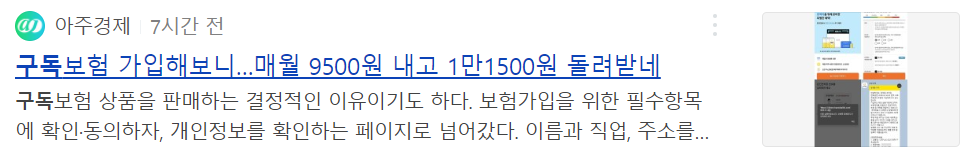 아주경제 7시간 전
구독보험 가입해보니...매월 9500원 내고 1만1500원 돌려받네
구독보험 상품을 판매하는 결정적인 이유이기도 하다. 보험가입을 위한 필수항목
에 확인·동의하자, 개인정보를 확인하는 페이지로 넘어갔다. 이름과 직업, 주소를...